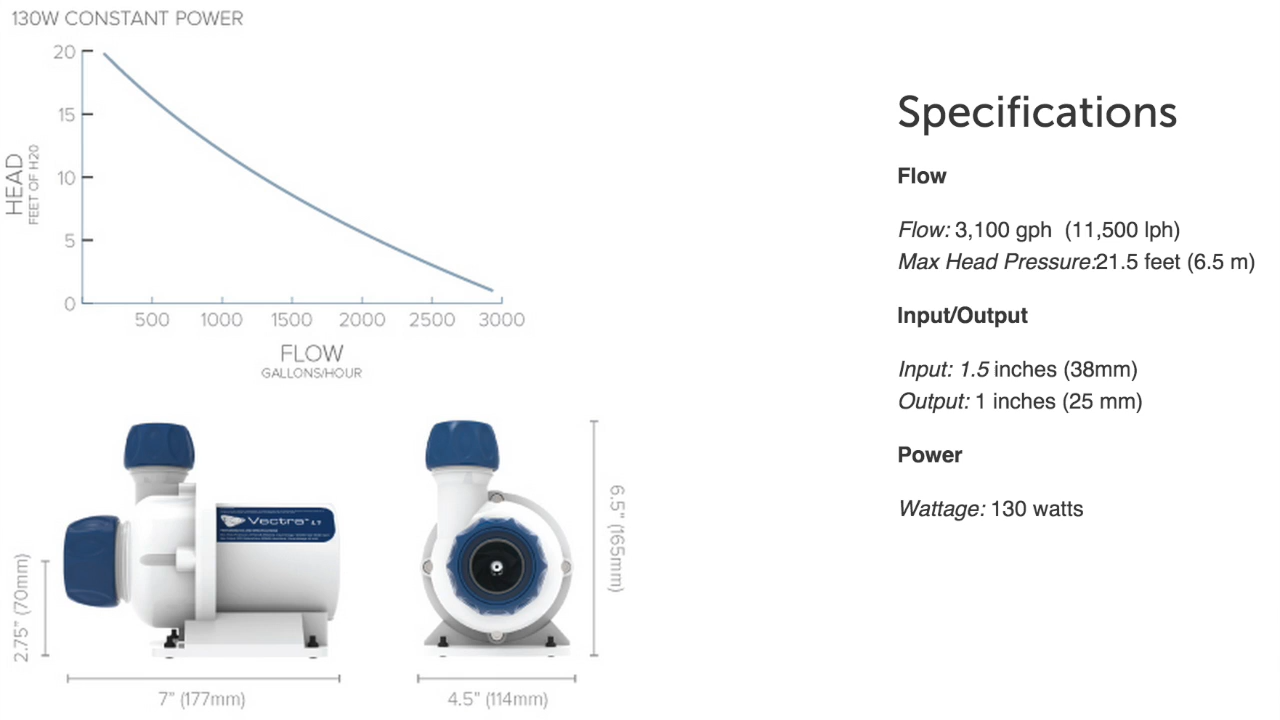 130W CONSTANT POWER
20
15
10
5
0
HEAD
FEET OF H20
500 1000 1500 2000 2500 3000
FLOW
GALLONS/HOUR
Specifications
Flow
Flow: 3,100 gph (11,500 lph)
Max Head Pressure:21.5 feet (6.5 m)
Input/Output
Input: 1.5 inches (38mm)
Output: 1 inches (25 mm)
Power
Wattage: 130 watts
Vectra
2.75" (70mm)
7" (177mm)
4.5" (114mm)
6.5" (165mm)